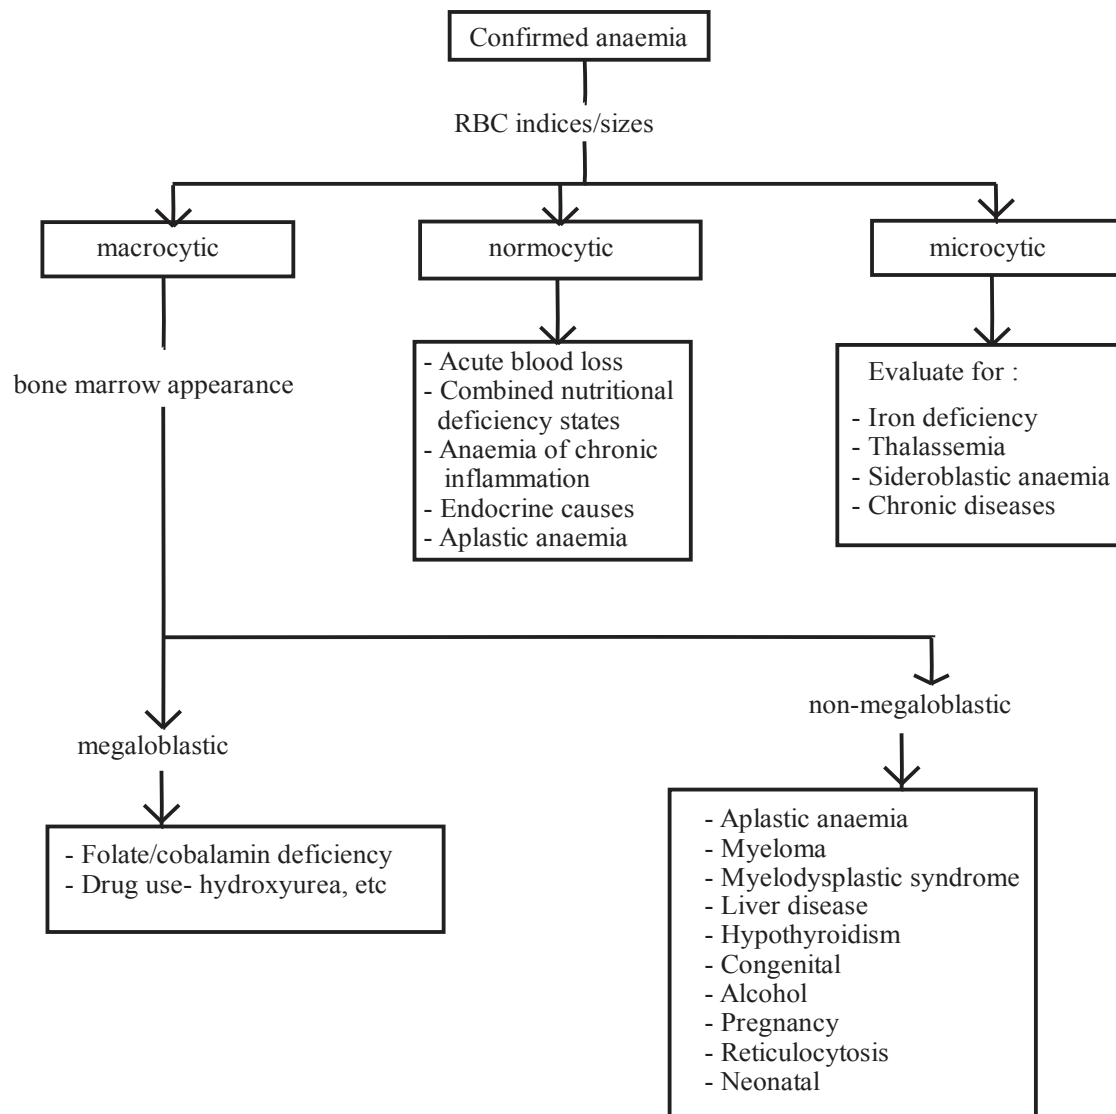 Confirmed anaemia
RBC indices/sizes
macrocytic
normocytic
microcytic
bone marrow appearance
- Acute blood loss
- Combined nutritional
deficiency states
- Anaemia of chronic
inflammation
- Endocrine causes
- Aplastic anaemia
Evaluate for :
- Iron deficiency
- Thalassemia
- Sideroblastic anaemia
- Chronic diseases
megaloblastic
non-megaloblastic
- Folate/cobalamin deficiency
- Drug use- hydroxyurea, etc
- Aplastic anaemia
- Myeloma
- Myelodysplastic syndrome
- Liver disease
- Hypothyroidism
- Congenital
- Alcohol
- Pregnancy
- Reticulocytosis
- Neonatal